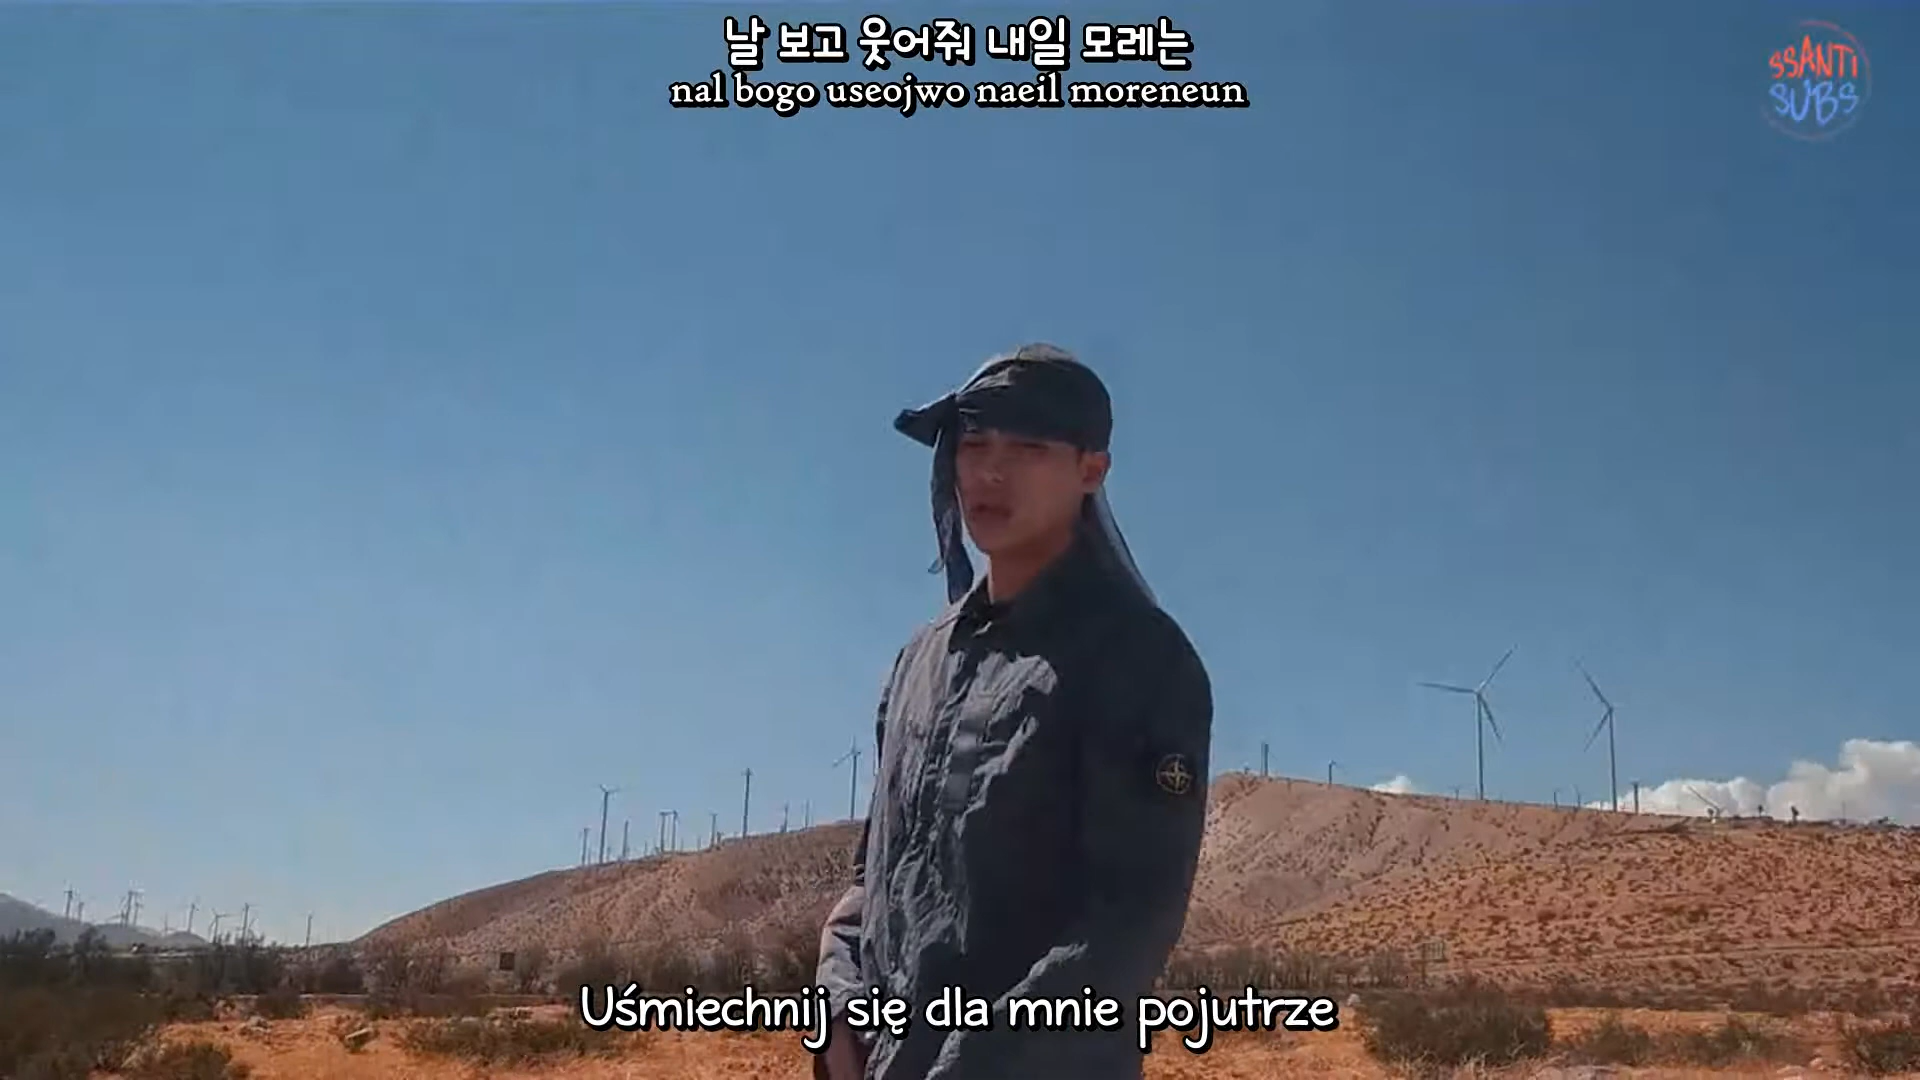 날 보고 웃어줘 내일 모레는
nal bogo useojwo naeil moreneun
SSANTI
SUBS
Uśmiechnij się dla mnie pojutrze